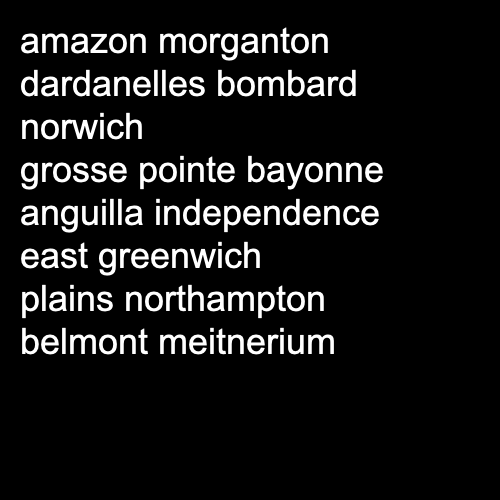 amazon morganton
dardanelles bombard
norwich
grosse pointe bayonne
anguilla independence
east greenwich
plains northampton
belmont meitnerium